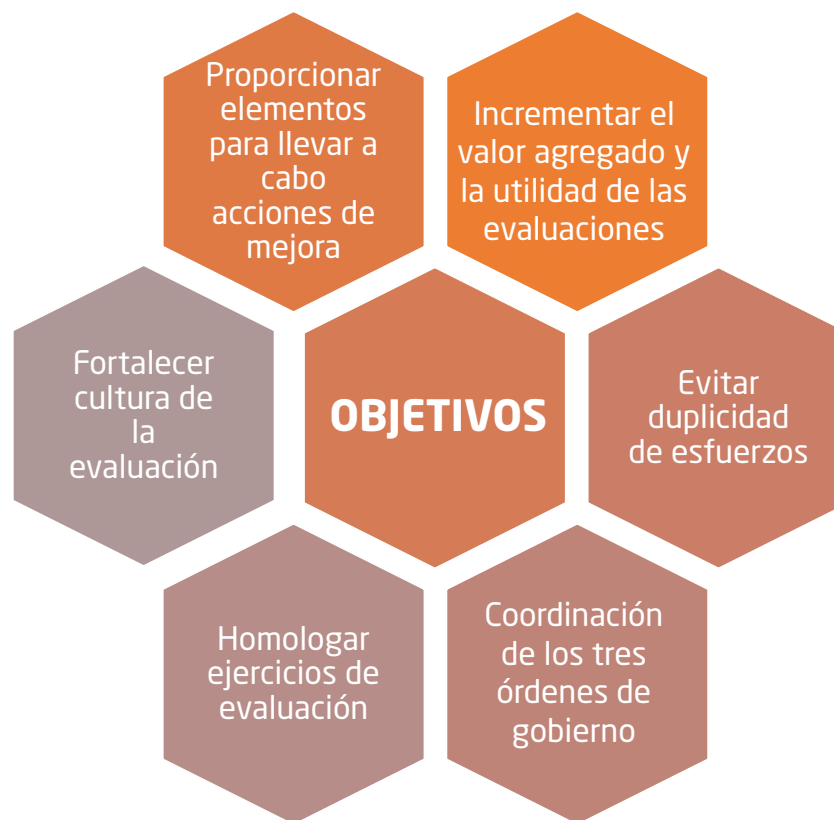 Proporcionar
elementos
para llevar a
cabo
acciones de
mejora
Incrementar el
valor agregado y
la utilidad de las
evaluaciones
Fortalecer
cultura de
la
evaluación
OBJETIVOS
Evitar
duplicidad
de esfuerzos
Homologar
ejercicios de
evaluación
Coordinación
de los tres
órdenes de
gobierno